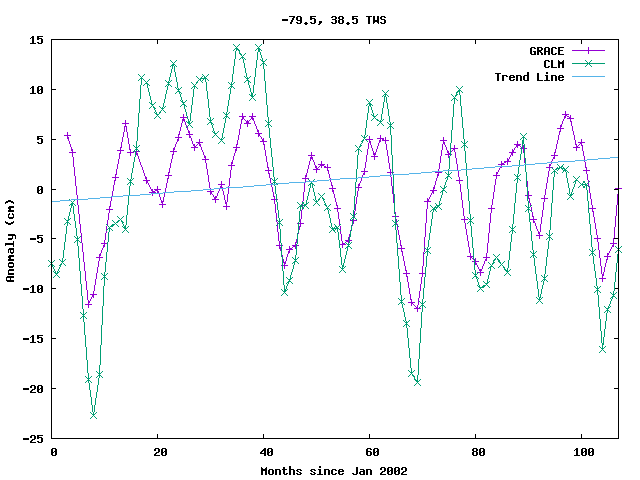 -79.5, 38.5 TWS
GRACE
CLM
Trend Line
15
10
5
0
-5
-10
-15
-20
-25
Anomaly (cm)
0 20 40 60 80 100
Months since Jan 2002